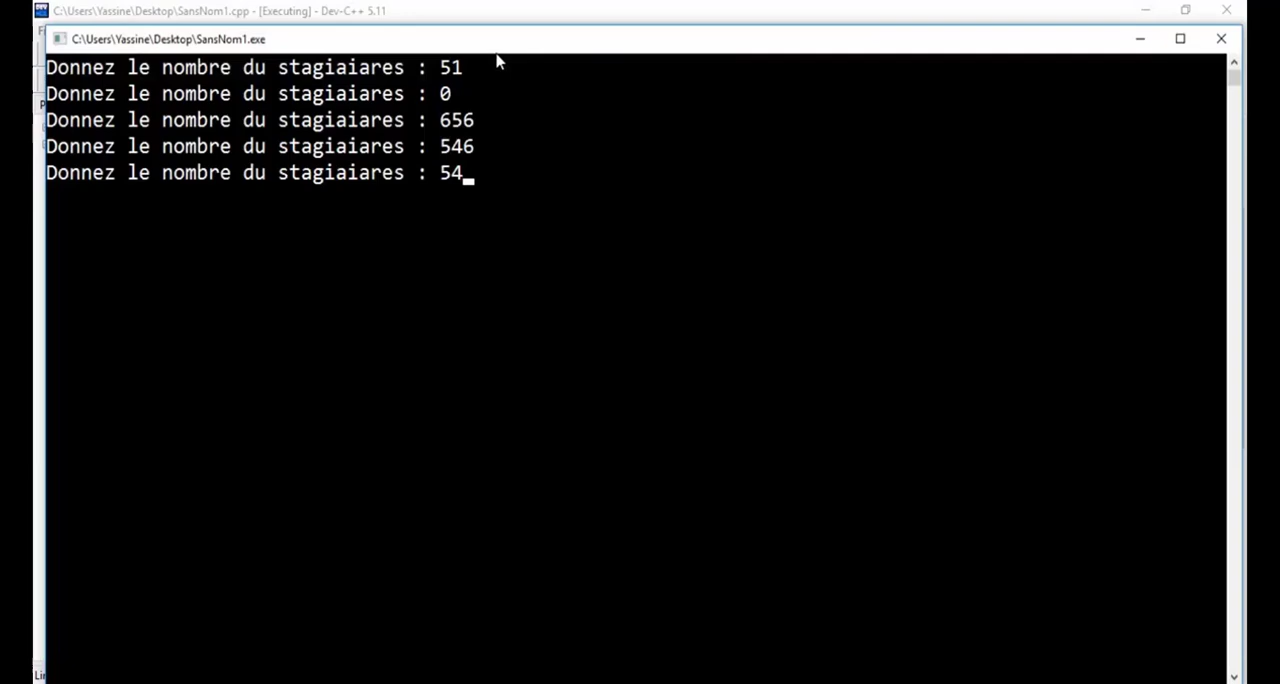 C:\Users\Yassine\Desktop\SansNom1.cpp - [Executing] - Dev-C++ 5.11
C:\Users\Yassine\Desktop\SansNom1.exe
Donnez le nombre du stagiaiares : 51
Donnez le nombre du stagiaiares : 0
Donnez le nombre du stagiaiares : 656
Donnez le nombre du stagiaiares : 546
Donnez le nombre du stagiaiares : 54